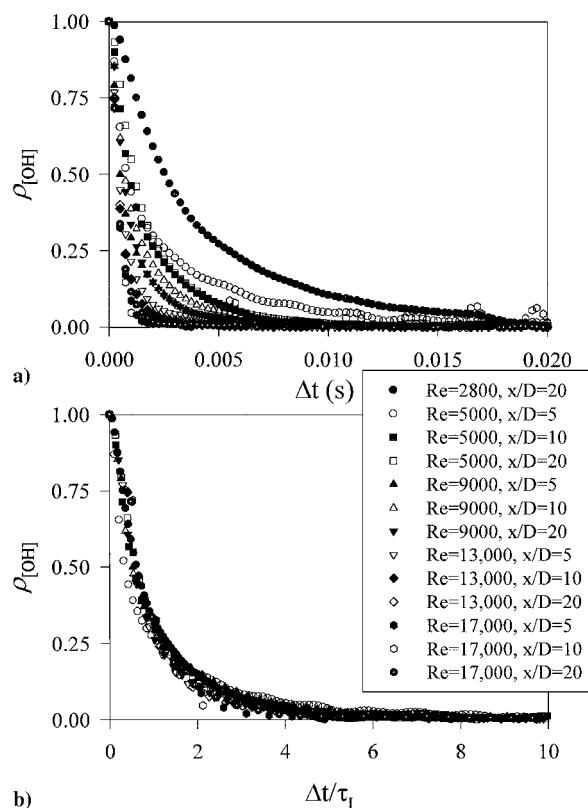 1.00
0.75
0.50
0.25
0.00
ρ[OH]
0.000
0.005
0.010
0.015
0.020
a)
Δt (s)
Re=2800, x/D=20
Re=5000, x/D=5
Re=5000, x/D=10
Re=5000, x/D=20
Re=9000, x/D=5
Re=9000, x/D=10
Re=9000, x/D=20
Re=13,000, x/D=5
Re=13,000, x/D=10
Re=13,000, x/D=20
Re=17,000, x/D=5
Re=17,000, x/D=10
Re=17,000, x/D=20
1.00
0.75
0.50
0.25
0.00
ρ[OH]
0
2
4
6
8
10
b)
Δt/τI